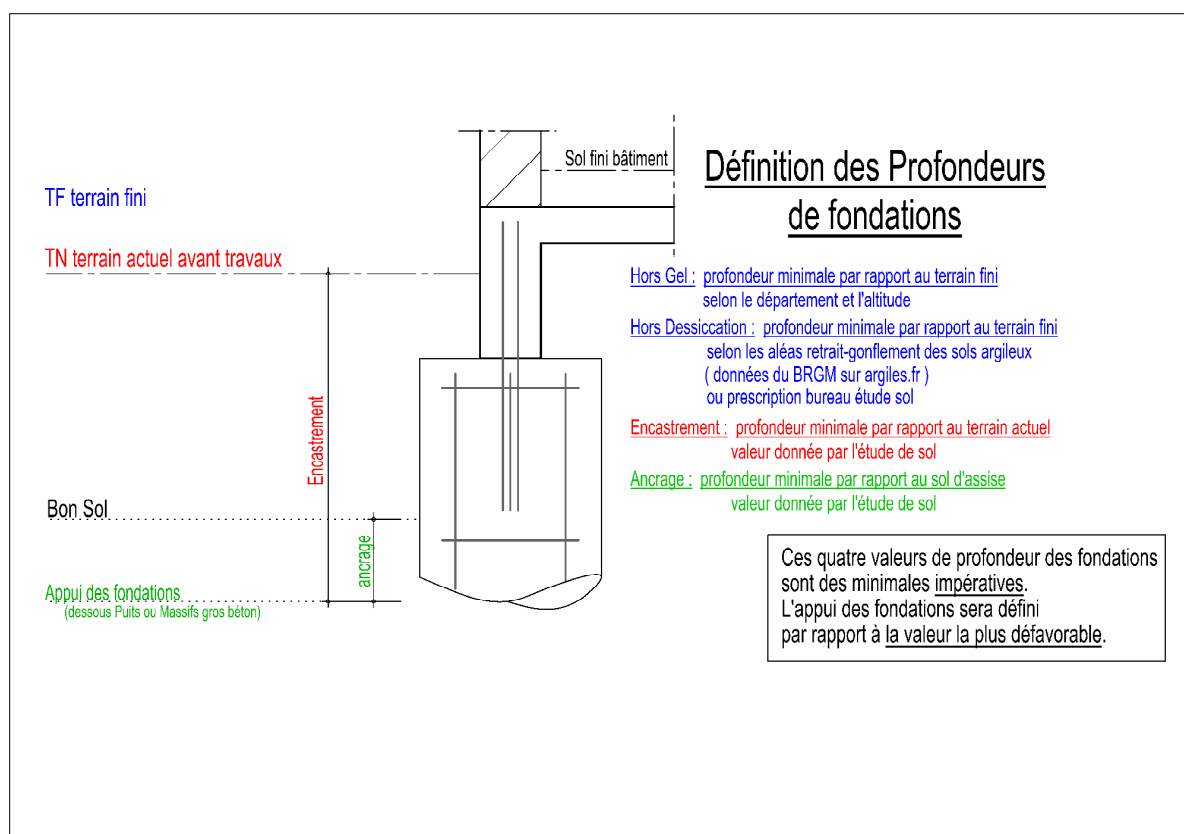 Sol fini bâtiment
Définition des Profondeurs
de fondations
TF terrain fini
TN terrain actuel avant travaux
Hors Gel : profondeur minimale par rapport au terrain fini
selon le département et l'altitude
Hors Dessiccation : profondeur minimale par rapport au terrain fini
selon les aléas retrait-gonflement des sols argileux
( données du BRGM sur argiles.fr )
ou prescription bureau étude sol
Encastrement : profondeur minimale par rapport au terrain actuel
valeur donnée par l'étude de sol
Ancrage : profondeur minimale par rapport au sol d'assise
valeur donnée par l'étude de sol
Encastrement
Bon Sol
ancrage
Appui des fondations
(dessous Puits ou Massifs gros béton)
Ces quatre valeurs de profondeur des fondations
sont des minimales impératives.
L'appui des fondations sera défini
par rapport à la valeur la plus défavorable.